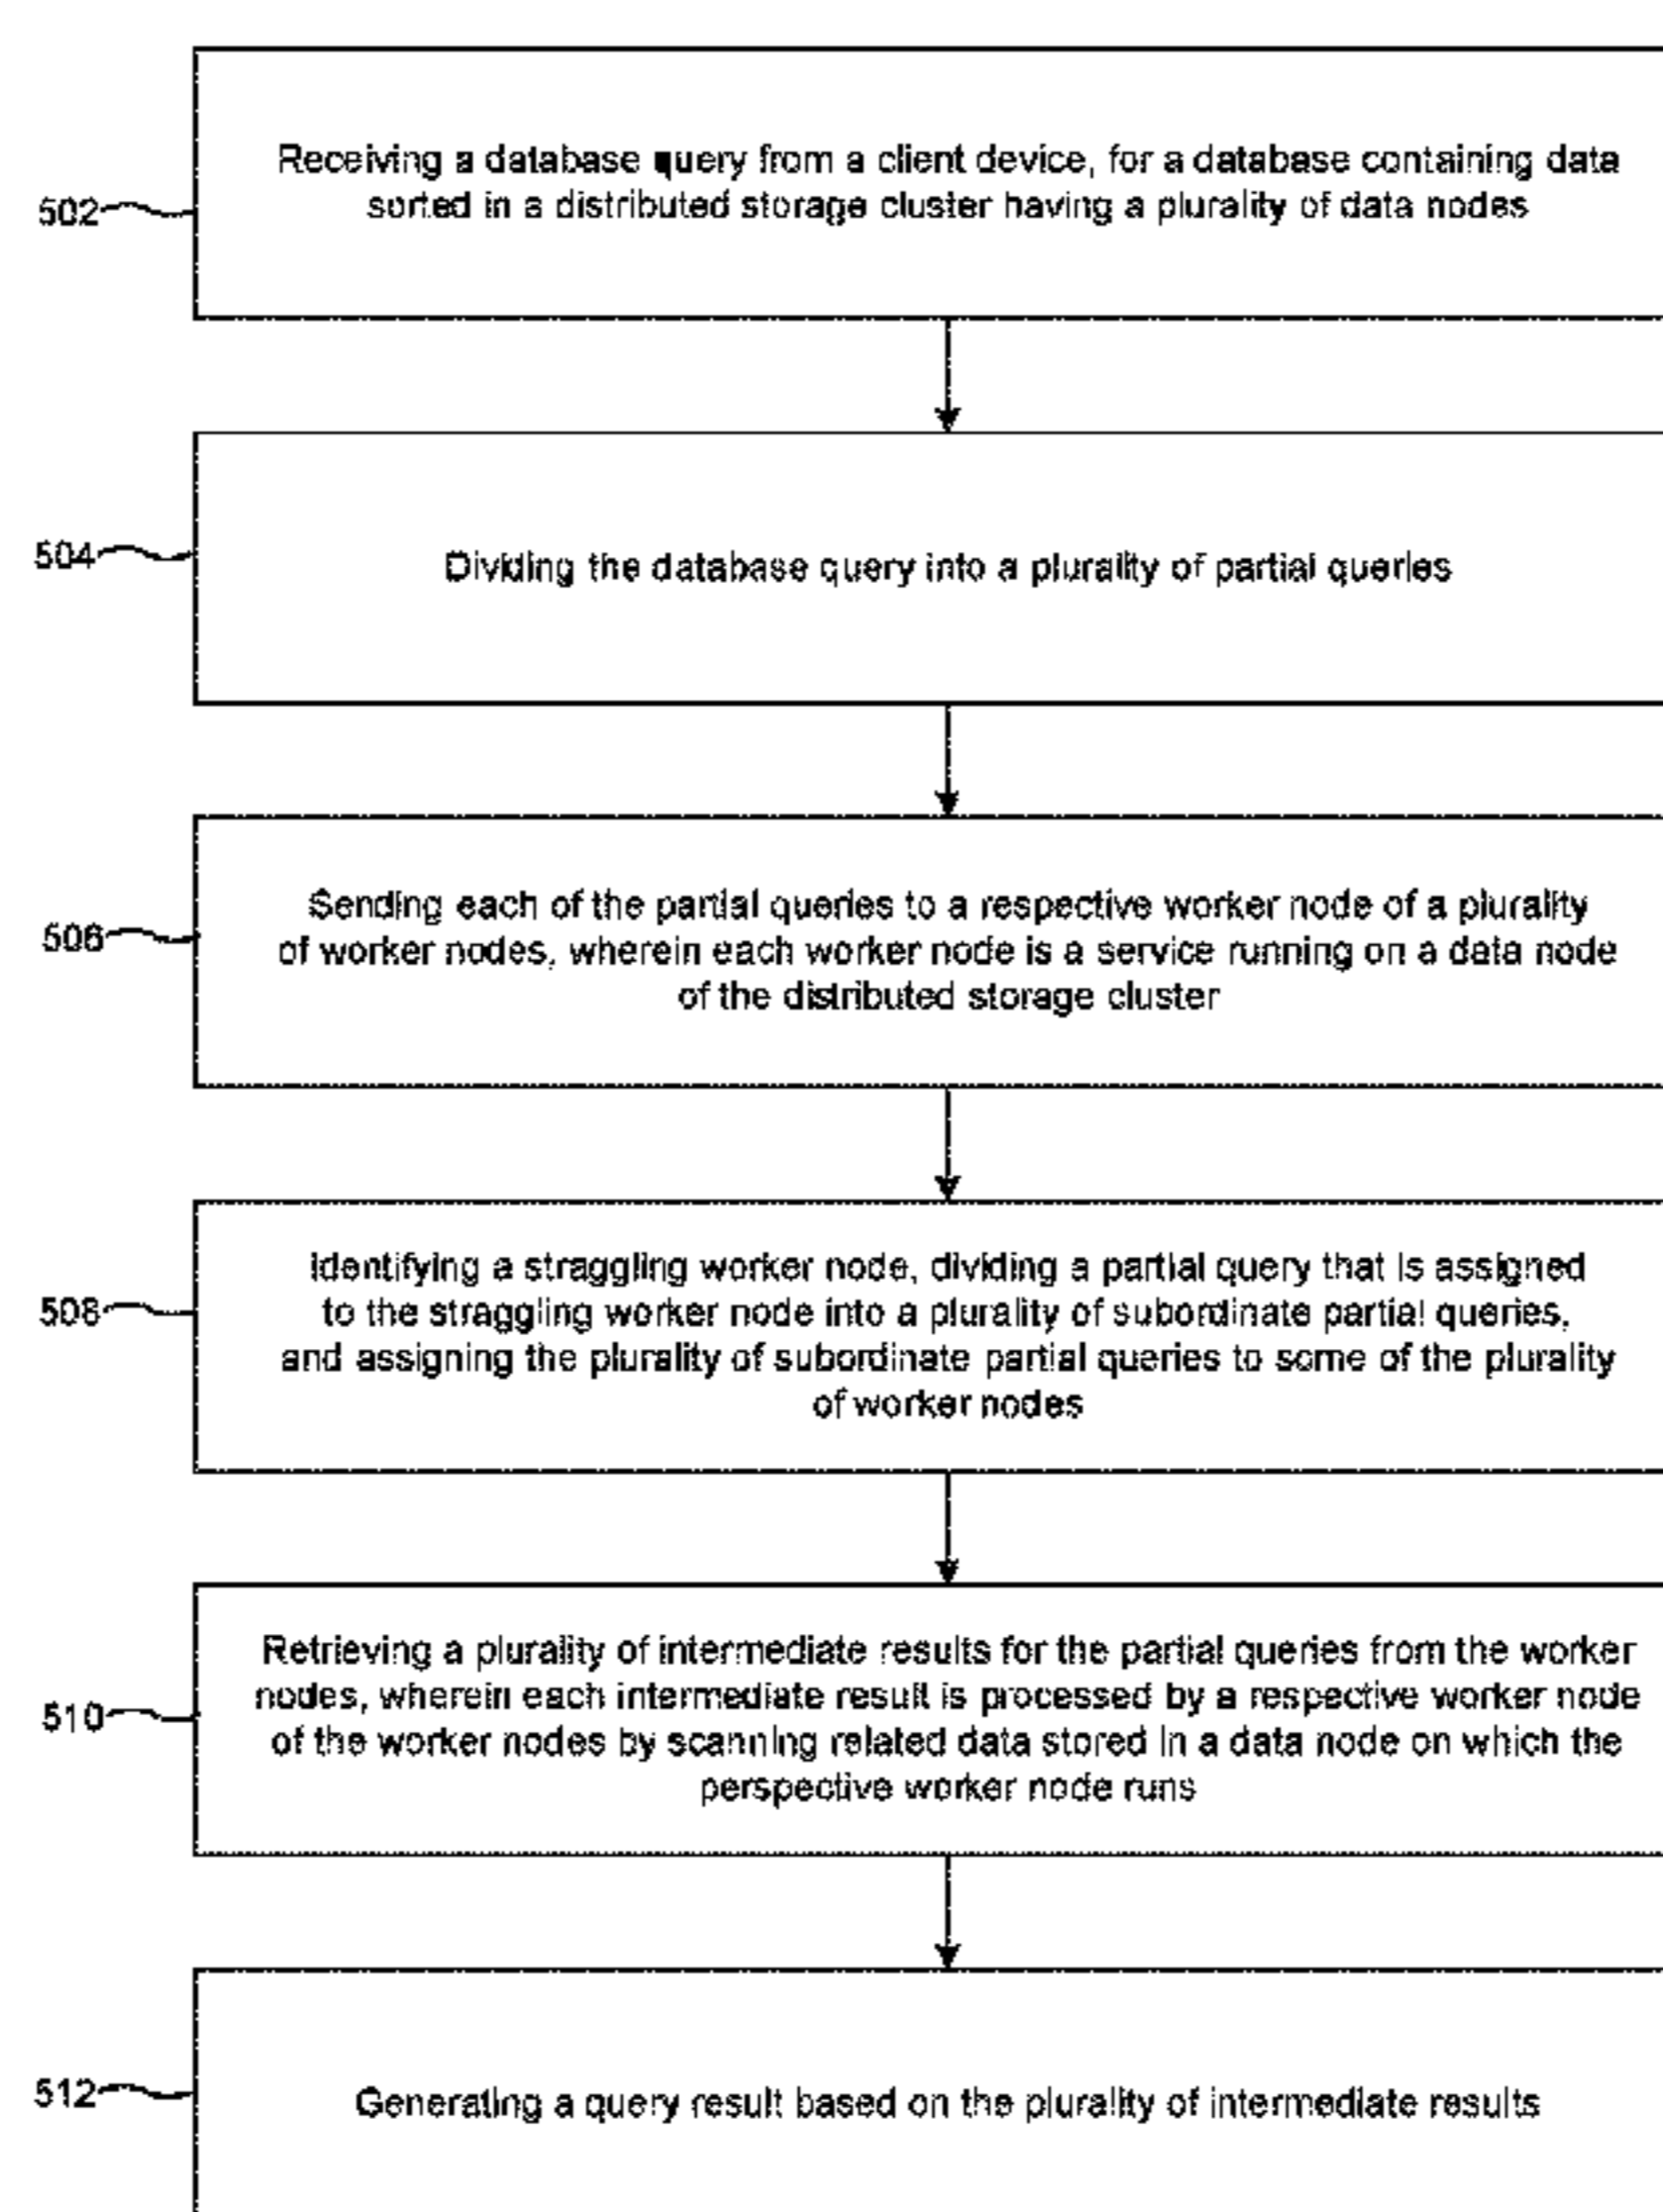 Receiving a database query from a client device, for a database containing data
502
sorted in a distributed storage cluster having a plurality of data nodes
504
Dividing the database query into a plurality of partial queries
Sending each of the partial queries to a respective worker node of a plurality
506
of worker nodes, wherein each worker node is a service running on a data node
of the distributed storage cluster
Identifying a straggling worker node, dividing a partial query that is assigned
508
to the straggling worker node into a plurality of subordinate partial queries,
and assigning the plurality of subordinate partial queries to some of the plurality
of worker nodes
Retrieving a plurality of intermediate results for the partial queries from the worker
nodes, wherein each intermediate result is processed by a respective worker node
510
of the worker nodes by scanning related data stored in a data node on which the
perspective worker node runs
512
Generating a query result based on the plurality of intermediate results